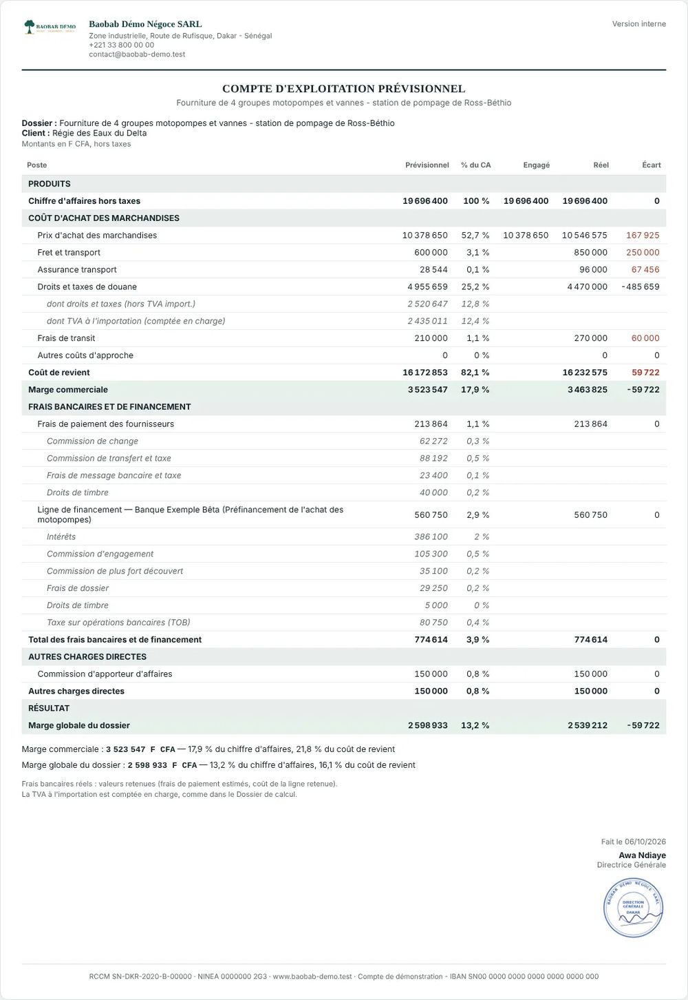 BAOBAB DÉMO
Baobab Démo Négoce SARL
Zone industrielle, Route de Rufisque, Dakar - Sénégal
+221 33 800 00 00
contact@baobab-demo.test
Version interne
COMPTE D'EXPLOITATION PRÉVISIONNEL
Fourniture de 4 groupes motopompes et vannes - station de pompage de Ross-Béthio
Dossier : Fourniture de 4 groupes motopompes et vannes - station de pompage de Ross-Béthio
Client : Régie des Eaux du Delta
Montants en F CFA, hors taxes
Poste Prévisionnel % du CA Engagé Réel Écart
PRODUITS
Chiffre d'affaires hors taxes 19 696 400 100 % 19 696 400 19 696 400 0
COÛT D'ACHAT DES MARCHANDISES
Prix d'achat des marchandises 10 378 650 52,7 % 10 378 650 10 546 575 167 925
Fret et transport 600 000 3,1 % 850 000 250 000
Assurance transport 28 544 0,1 % 96 000 67 456
Droits et taxes de douane 4 955 659 25,2 % 4 470 000 -485 659
dont droits et taxes (hors TVA import.) 2 520 647 12,8 %
dont TVA à l'importation (comptée en charge) 2 435 011 12,4 %
Frais de transit 210 000 1,1 % 270 000 60 000
Autres coûts d'approche 0 0 % 0 0
Coût de revient 16 172 853 82,1 % 16 232 575 59 722
Marge commerciale 3 523 547 17,9 % 3 463 825 -59 722
FRAIS BANCAIRES ET DE FINANCEMENT
Frais de paiement des fournisseurs 213 864 1,1 % 213 864 0
Commission de change 62 272 0,3 %
Commission de transfert et taxe 88 192 0,5 %
Frais de message bancaire et taxe 23 400 0,1 %
Droits de timbre 40 000 0,2 %
Ligne de financement — Banque Exemple Bêta (Préfinancement de l'achat des
motopompes) 560 750 2,9 % 560 750 0
Intérêts 386 100 2 %
Commission d'engagement 105 300 0,5 %
Commission de plus fort découvert 35 100 0,2 %
Frais de dossier 29 250 0,2 %
Droits de timbre 5 000 0 %
Taxe sur opérations bancaires (TOB) 80 750 0,4 %
Total des frais bancaires et de financement 774 614 3,9 % 774 614 0
AUTRES CHARGES DIRECTES
Commission d'apporteur d'affaires 150 000 0,8 % 150 000 0
Autres charges directes 150 000 0,8 % 150 000 0
RÉSULTAT
Marge globale du dossier 2 598 933 13,2 % 2 539 212 -59 722
Marge commerciale : 3 523 547 F CFA — 17,9 % du chiffre d'affaires, 21,8 % du coût de revient
Marge globale du dossier : 2 598 933 F CFA — 13,2 % du chiffre d'affaires, 16,1 % du coût de revient
Frais bancaires réels : valeurs retenues (frais de paiement estimés, coût de la ligne retenue).
La TVA à l'importation est comptée en charge, comme dans le Dossier de calcul.
Fait le 06/10/2026
Awa Ndiaye
Directrice Générale
BAOBAB DÉMO NÉGOCE SARL
DIRECTION
GÉNÉRALE
DAKAR
RCCM SN-DKR-2020-B-00000 · NINEA 0000000 2G3 · www.baobab-demo.test · Compte de démonstration - IBAN SN00 0000 0000 0000 0000 0000 000